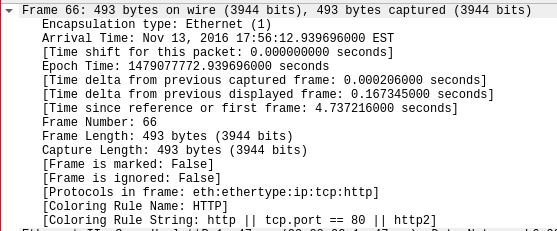 Frame 66: 493 bytes on wire (3944 bits), 493 bytes captured (3944 bits)
Encapsulation type: Ethernet (1)
Arrival Time: Nov 13, 2016 17:56:12.939696000 EST
[Time shift for this packet: 0.000000000 seconds]
Epoch Time: 1479077772.939696000 seconds
[Time delta from previous captured frame: 0.000206000 seconds]
[Time delta from previous displayed frame: 0.167345000 seconds]
[Time since reference or first frame: 4.737216000 seconds]
Frame Number: 66
Frame Length: 493 bytes (3944 bits)
Capture Length: 493 bytes (3944 bits)
[Frame is marked: False]
[Frame is ignored: False]
[Protocols in frame: eth:ethertype:ip:tcp:http]
[Coloring Rule Name: HTTP]
[Coloring Rule String: http || tcp.port == 80 || http2]